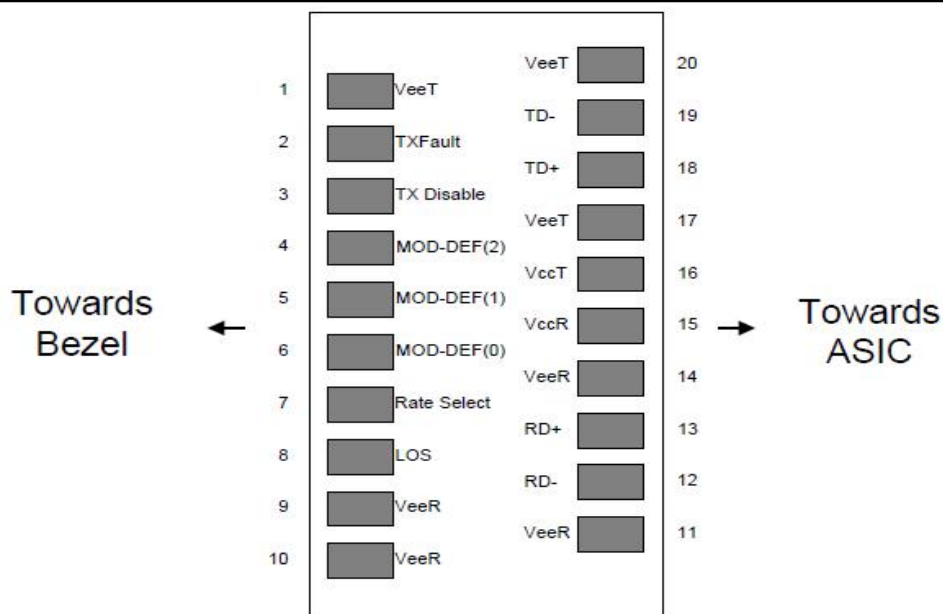 VeeT 20
1 VeeT
TD- 19
2 TXFault
TD+ 18
3 TX Disable
VeeT 17
4 MOD-DEF(2)
VccT 16
5 MOD-DEF(1)
Towards
Bezel
VccR 15
Towards
ASIC
6 MOD-DEF(0)
VeeR 14
7 Rate Select
RD+ 13
8 LOS
RD- 12
9 VeeR
VeeR 11
10 VeeR